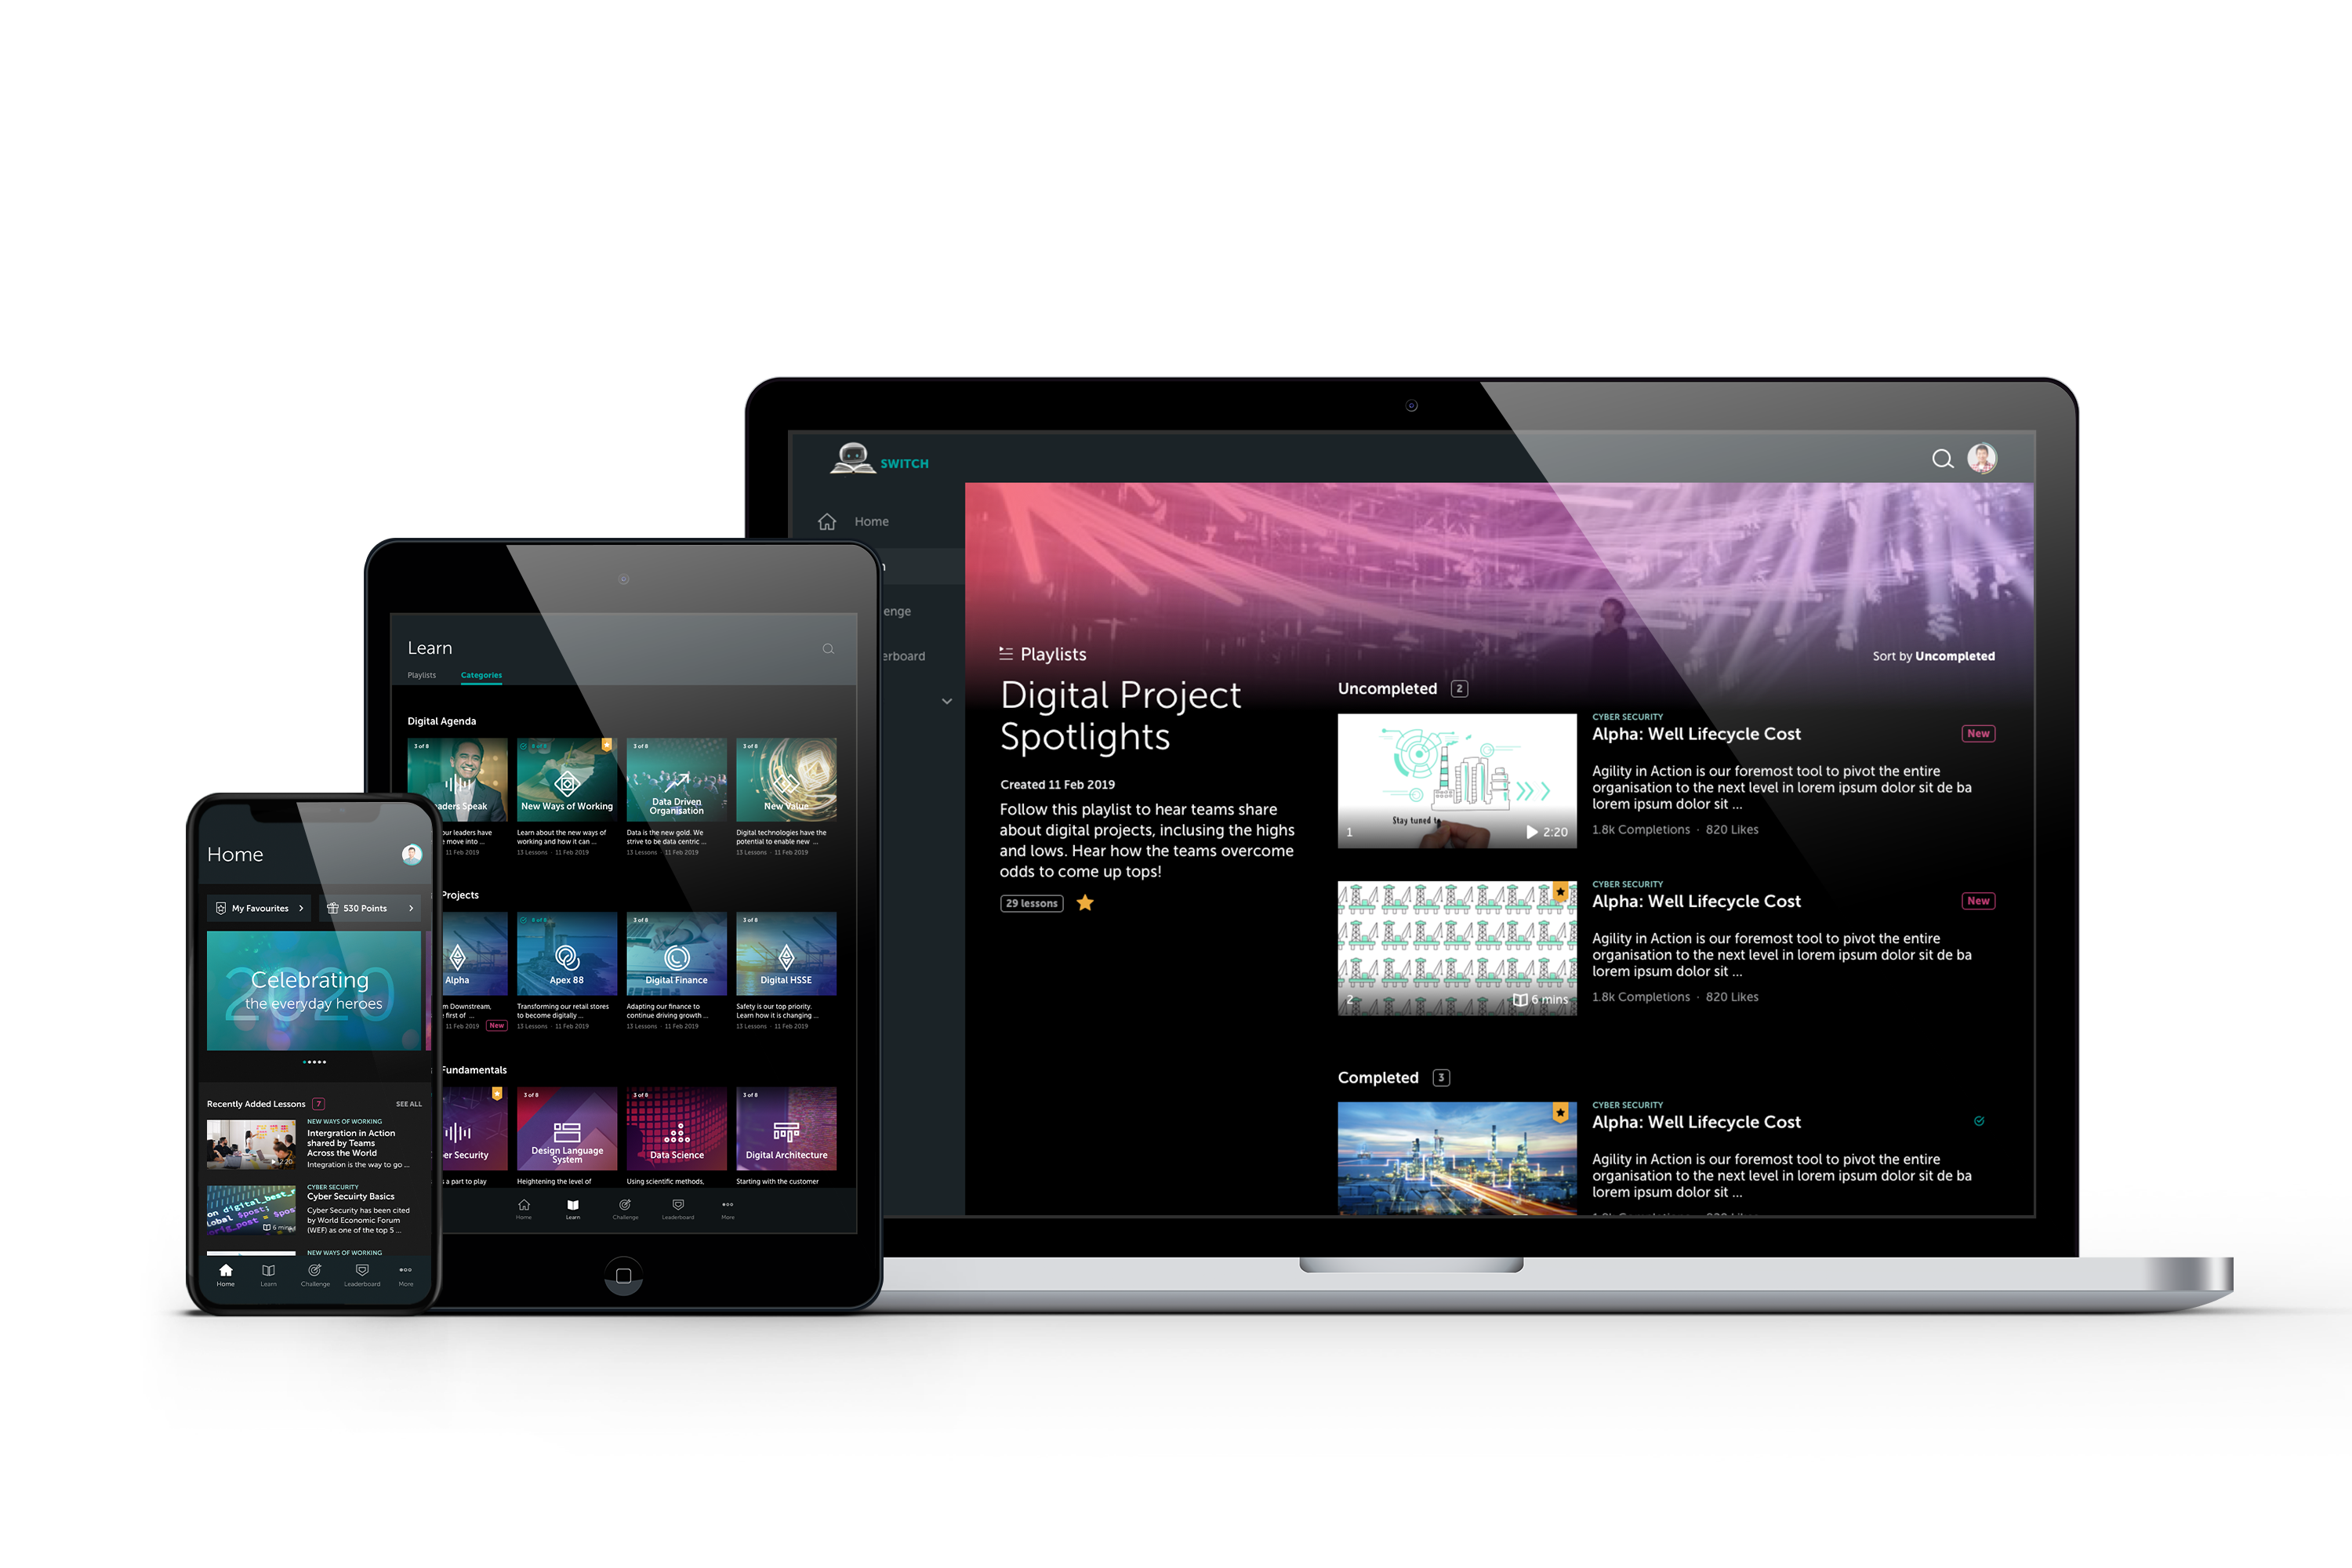 SWITCH
Home
enge
erboard
Playlists
Digital Project
Spotlights
Created 11 Feb 2019
Follow this playlist to hear teams share
about digital projects, inclusing the highs
and lows. Hear how the teams overcome
odds to come up tops!
29 lessons
Sort by Uncompleted
Uncompleted 2
Stay tuned
1
2:20
CYBER SECURITY
Alpha: Well Lifecycle Cost
New
Agility in Action is our foremost tool to pivot the entire
organisation to the next level in lorem ipsum dolor sit de ba
lorem ipsum dolor sit ...
1.8k Completions · 820 Likes
2
6 mins
CYBER SECURITY
Alpha: Well Lifecycle Cost
New
Agility in Action is our foremost tool to pivot the entire
organisation to the next level in lorem ipsum dolor sit de ba
lorem ipsum dolor sit ...
1.8k Completions · 820 Likes
Completed 3
CYBER SECURITY
Alpha: Well Lifecycle Cost
Agility in Action is our foremost tool to pivot the entire
organisation to the next level in lorem ipsum dolor sit de ba
lorem ipsum dolor sit ...
Learn
Playlists Categories
Digital Agenda
3 of 8
aders Speak
our leaders have
move into ...
11 Feb 2019
8 of 8
New Ways of Working
Learn about the new ways of
working and how it can ...
13 Lessons · 11 Feb 2019
3 of 8
Data Driven
Organisation
Data is the new gold. We
strive to be data centric ...
13 Lessons · 11 Feb 2019
3 of 8
New Value
Digital technologies have the
potential to enable new ...
13 Lessons · 11 Feb 2019
Projects
Alpha
m Downstream,
first of ...
11 Feb 2019 New
8 of 8
Apex 88
Transforming our retail stores
to become digitally ...
13 Lessons · 11 Feb 2019
3 of 8
Digital Finance
Adapting our finance to
continue driving growth ...
13 Lessons · 11 Feb 2019
3 of 8
Digital HSSE
Safety is our top priority.
Learn how it is changing ...
13 Lessons · 11 Feb 2019
Fundamentals
er Security
s a part to play
3 of 8
Design Language
System
Heightening the level of
3 of 8
Data Science
Using scientific methods,
3 of 8
Digital Architecture
Starting with the customer
Home Learn Challenge Leaderboard More
Home
My Favourites
530 Points
2020
Celebrating
the everyday heroes
Recently Added Lessons 7 SEE ALL
2:20
NEW WAYS OF WORKING
Intergration in Action
shared by Teams
Across the World
Integration is the way to go ...
6 mins
CYBER SECURITY
Cyber Secuirty Basics
Cyber Security has been cited
by World Economic Forum
(WEF) as one of the top 5 ...
NEW WAYS OF WORKING
Home Learn Challenge Leaderboard More